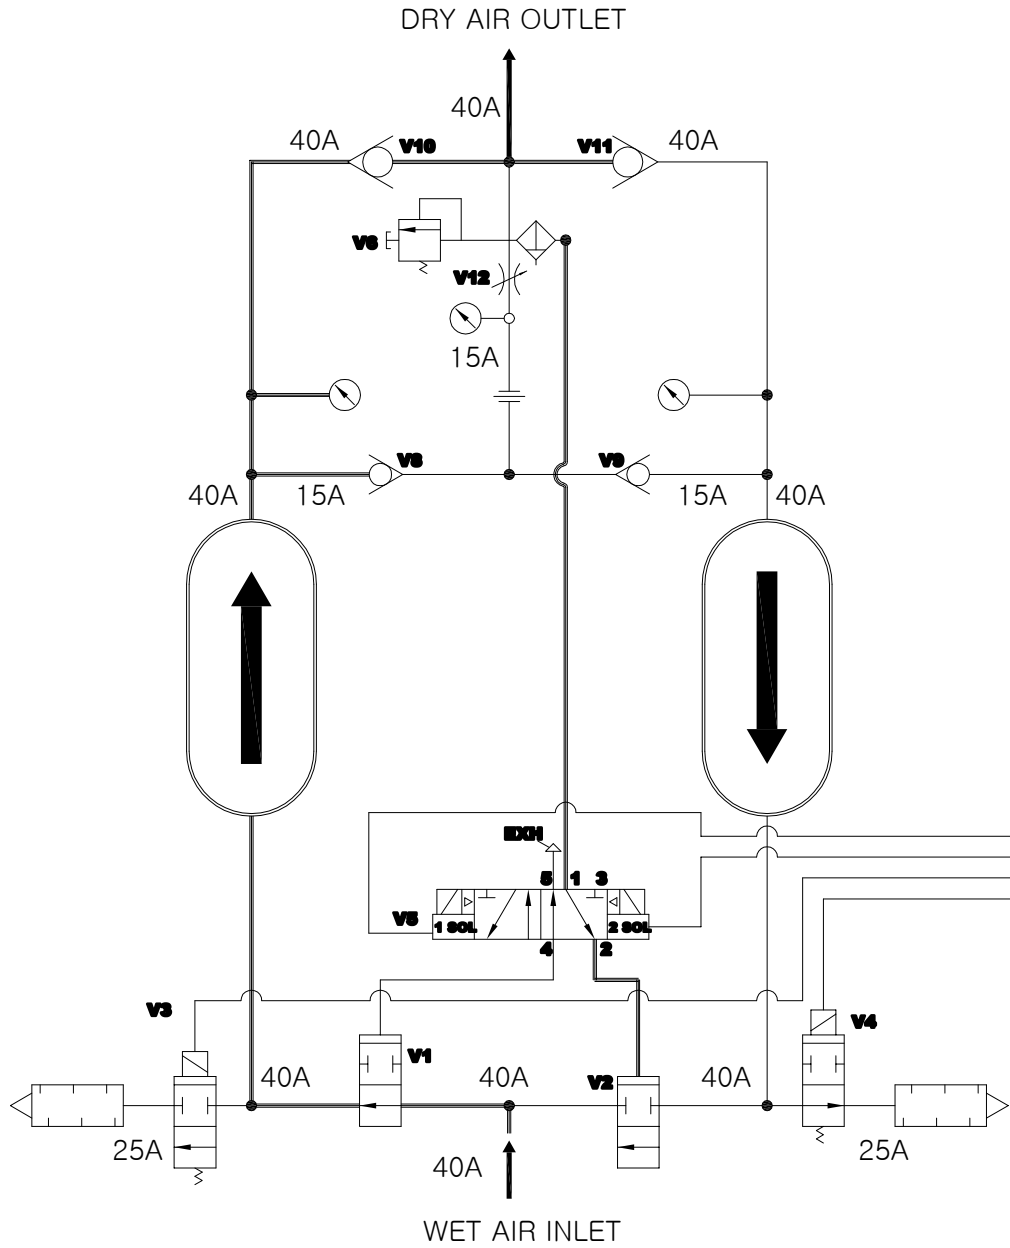 DRY AIR OUTLET
40A
40A
V10
V11
40A
V6
V12
15A
V8
V9
40A
15A
15A
40A
EXH
5
1
3
V5
1 SOL
2 SOL
4
2
V3
V4
V1
V2
40A
40A
40A
25A
40A
25A
WET AIR INLET